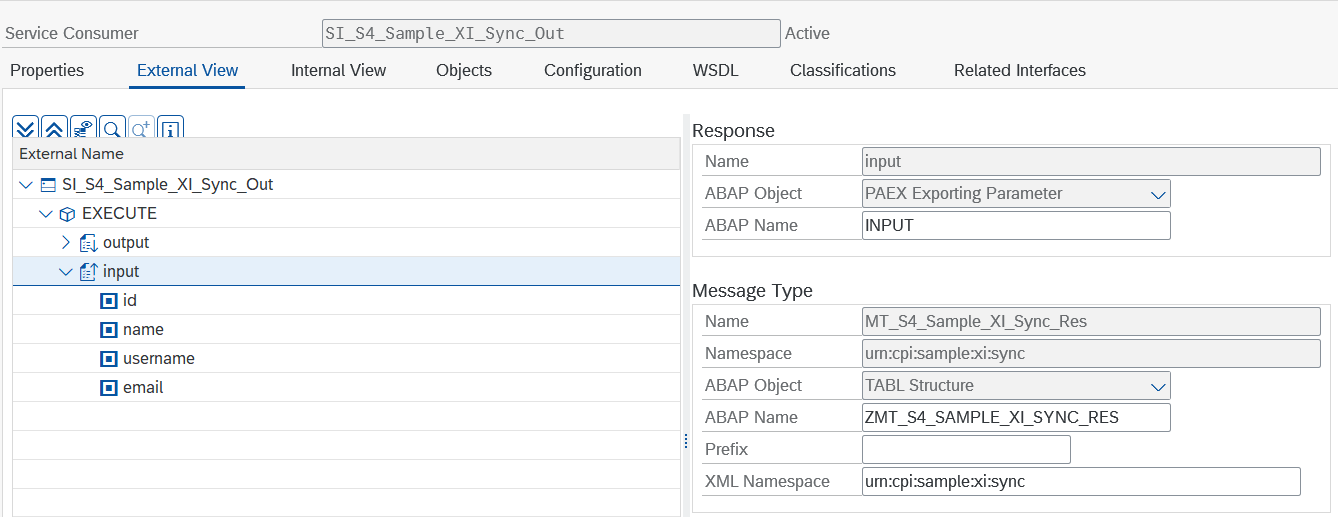 Service Consumer SI_S4_Sample_XI_Sync_Out Active
Properties External View Internal View Objects Configuration WSDL Classifications Related Interfaces
External Name
SI_S4_Sample_XI_Sync_Out
EXECUTE
output
input
id
name
username
email
Response
Name input
ABAP Object PAEX Exporting Parameter
ABAP Name INPUT
Message Type
Name MT_S4_Sample_XI_Sync_Res
Namespace urn:cpi:sample:xi:sync
ABAP Object TABL Structure
ABAP Name ZMT_S4_SAMPLE_XI_SYNC_RES
Prefix
XML Namespace urn:cpi:sample:xi:sync